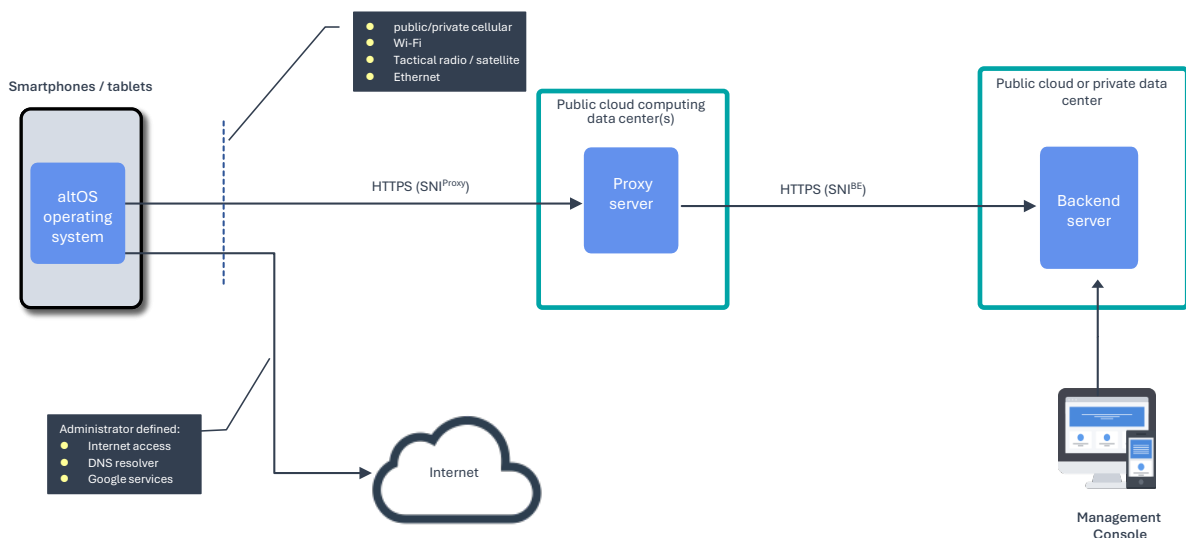 public/private cellular
Wi-Fi
Tactical radio / satellite
Ethernet
Smartphones / tablets
altOS
operating
system
HTTPS (SNIProxy)
Public cloud computing
data center(s)
Proxy
server
HTTPS (SNIBE)
Public cloud or private data
center
Backend
server
Administrator defined:
Internet access
DNS resolver
Google services
Internet
Management
Console